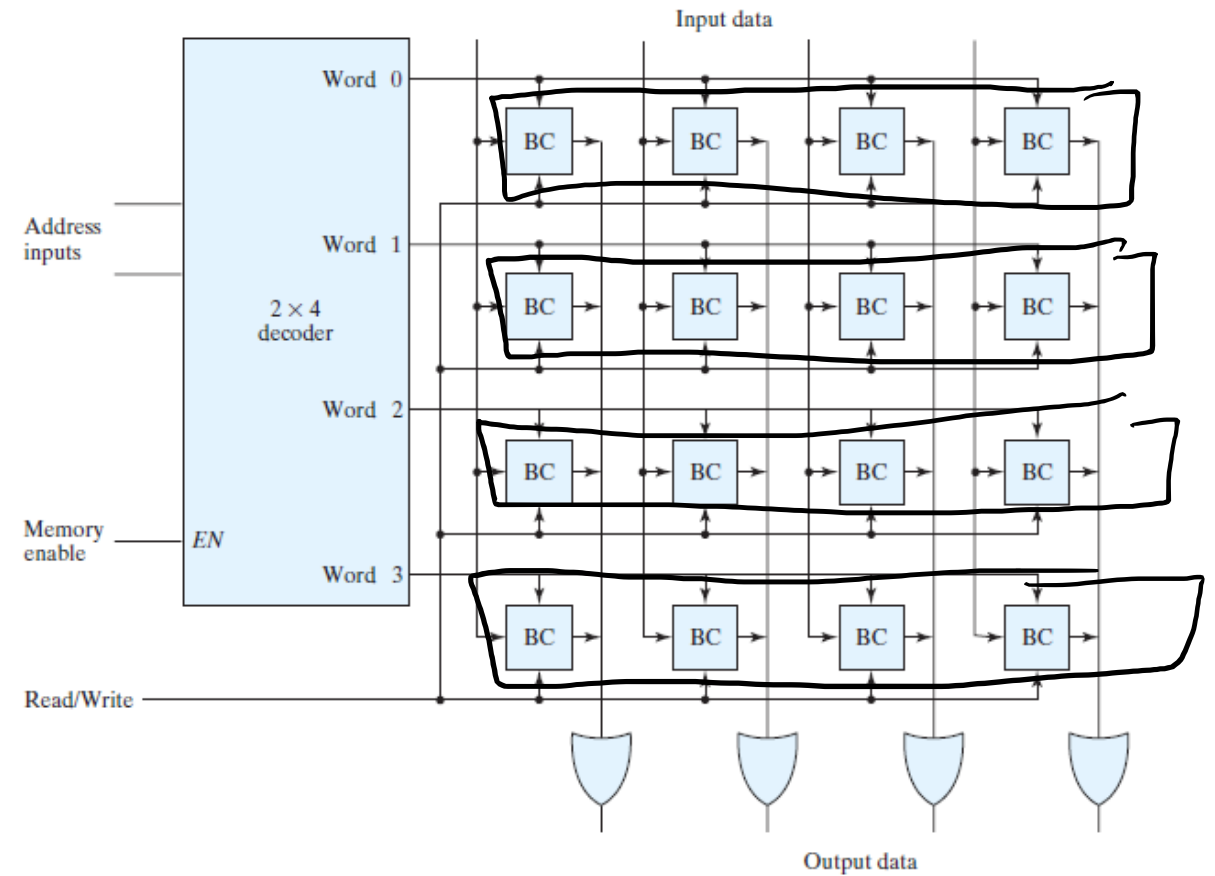 Input data
Word 0
BC BC BC BC
Address
inputs
Word 1
2 × 4
decoder
BC BC BC BC
Word 2
BC BC BC BC
Memory
enable
EN
Word 3
BC BC BC BC
Read/Write
Output data